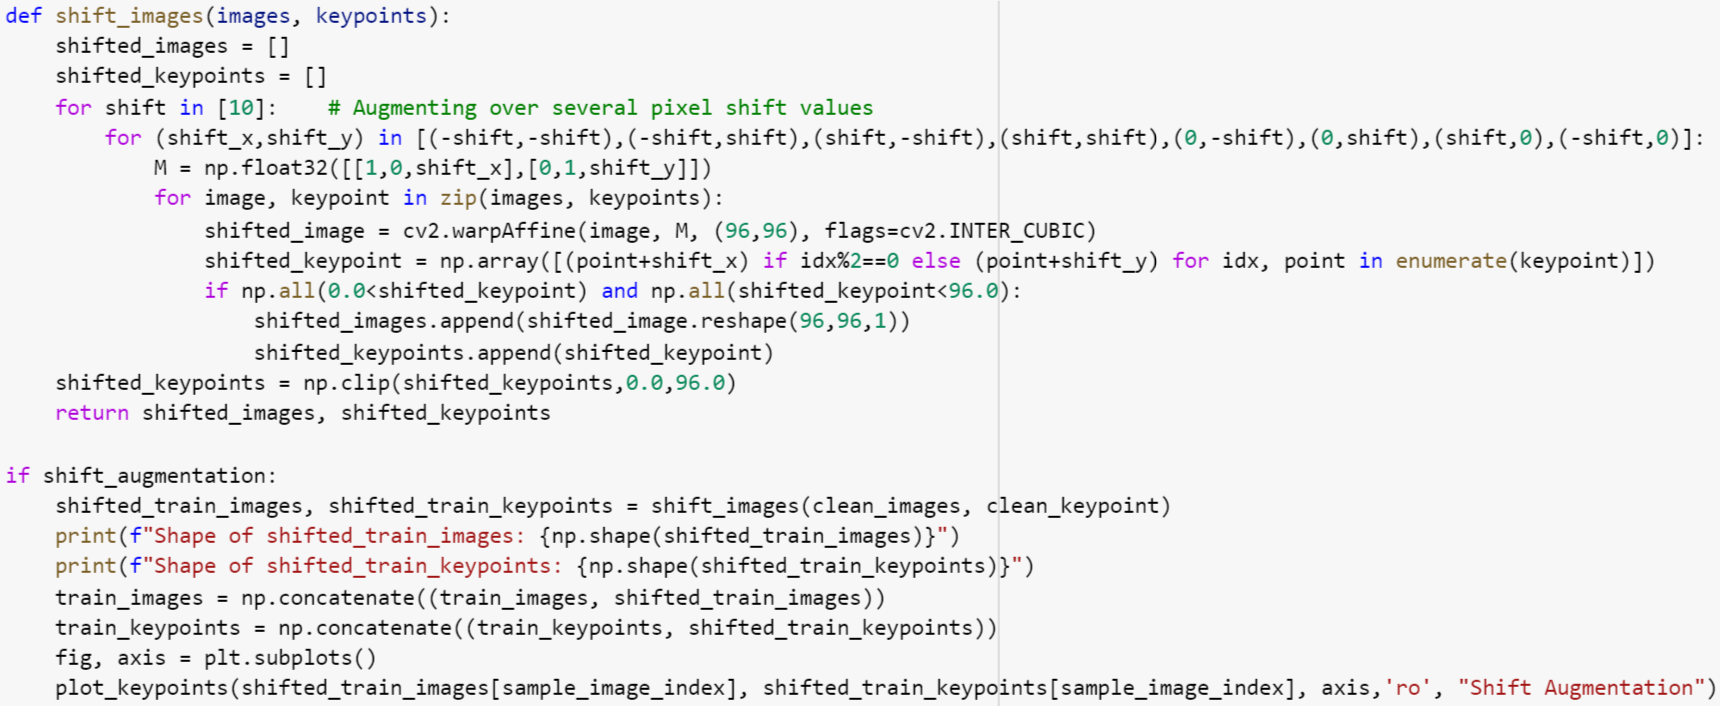 def shift_images(images, keypoints):
    shifted_images = []
    shifted_keypoints = []
    for shift in [10]:    # Augmenting over several pixel shift values
        for (shift_x,shift_y) in [(-shift,-shift),(-shift,shift),(shift,-shift),(shift,shift),(0,-shift),(0,shift),(shift,0),(-shift,0)]:
            M = np.float32([[1,0,shift_x],[0,1,shift_y]])
            for image, keypoint in zip(images, keypoints):
                shifted_image = cv2.warpAffine(image, M, (96,96), flags=cv2.INTER_CUBIC)
                shifted_keypoint = np.array([(point+shift_x) if idx%2==0 else (point+shift_y) for idx, point in enumerate(keypoint)])
                if np.all(0.0<shifted_keypoint) and np.all(shifted_keypoint<96.0):
                    shifted_images.append(shifted_image.reshape(96,96,1))
                    shifted_keypoints.append(shifted_keypoint)
    shifted_keypoints = np.clip(shifted_keypoints,0.0,96.0)
    return shifted_images, shifted_keypoints

if shift_augmentation:
    shifted_train_images, shifted_train_keypoints = shift_images(clean_images, clean_keypoint)
    print(f"Shape of shifted_train_images: {np.shape(shifted_train_images)}")
    print(f"Shape of shifted_train_keypoints: {np.shape(shifted_train_keypoints)}")
    train_images = np.concatenate((train_images, shifted_train_images))
    train_keypoints = np.concatenate((train_keypoints, shifted_train_keypoints))
    fig, axis = plt.subplots()
    plot_keypoints(shifted_train_images[sample_image_index], shifted_train_keypoints[sample_image_index], axis,'ro', "Shift Augmentation")